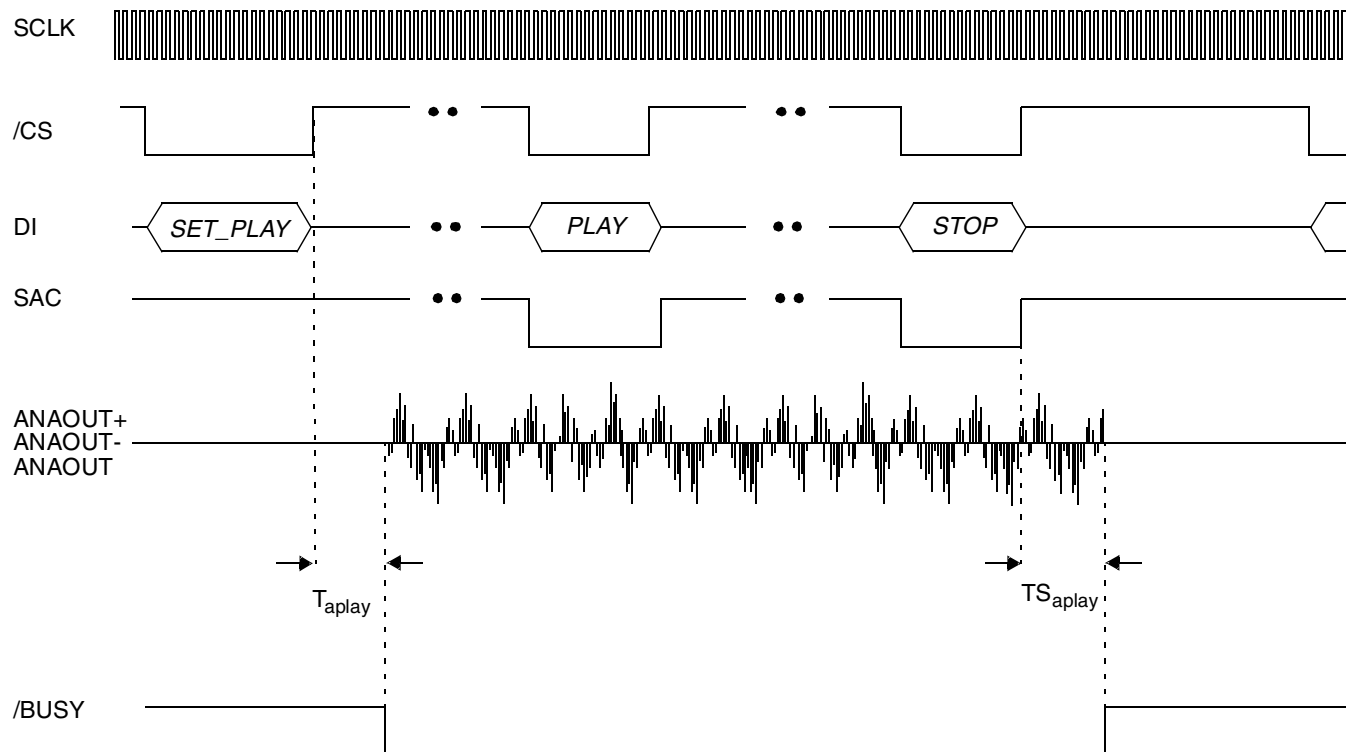 SCLK
/CS
DI
SET_PLAY
PLAY
STOP
SAC
ANAOUT+
ANAOUT-
ANAOUT
Taplay
TSaplay
/BUSY